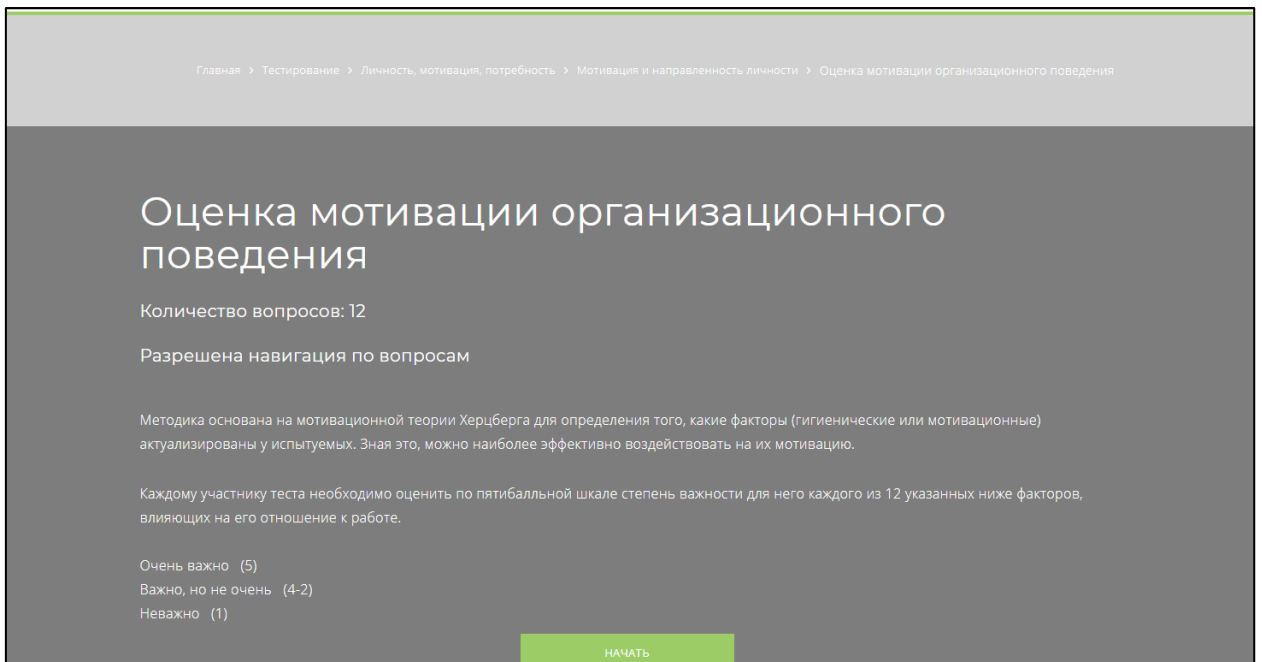 Главная > Тестирование > Личность, мотивация, потребность > Мотивация и направленность личности > Оценка мотивации организационного поведения
Оценка мотивации организационного
поведения
Количество вопросов: 12
Разрешена навигация по вопросам
Методика основана на мотивационной теории Херцберга для определения того, какие факторы (гигиенические или мотивационные)
актуализированы у испытуемых. Зная это, можно наиболее эффективно воздействовать на их мотивацию.
Каждому участнику теста необходимо оценить по пятибалльной шкале степень важности для него каждого из 12 указанных ниже факторов,
влияющих на его отношение к работе.
Очень важно (5)
Важно, но не очень (4-2)
Неважно (1)
НАЧАТЬ